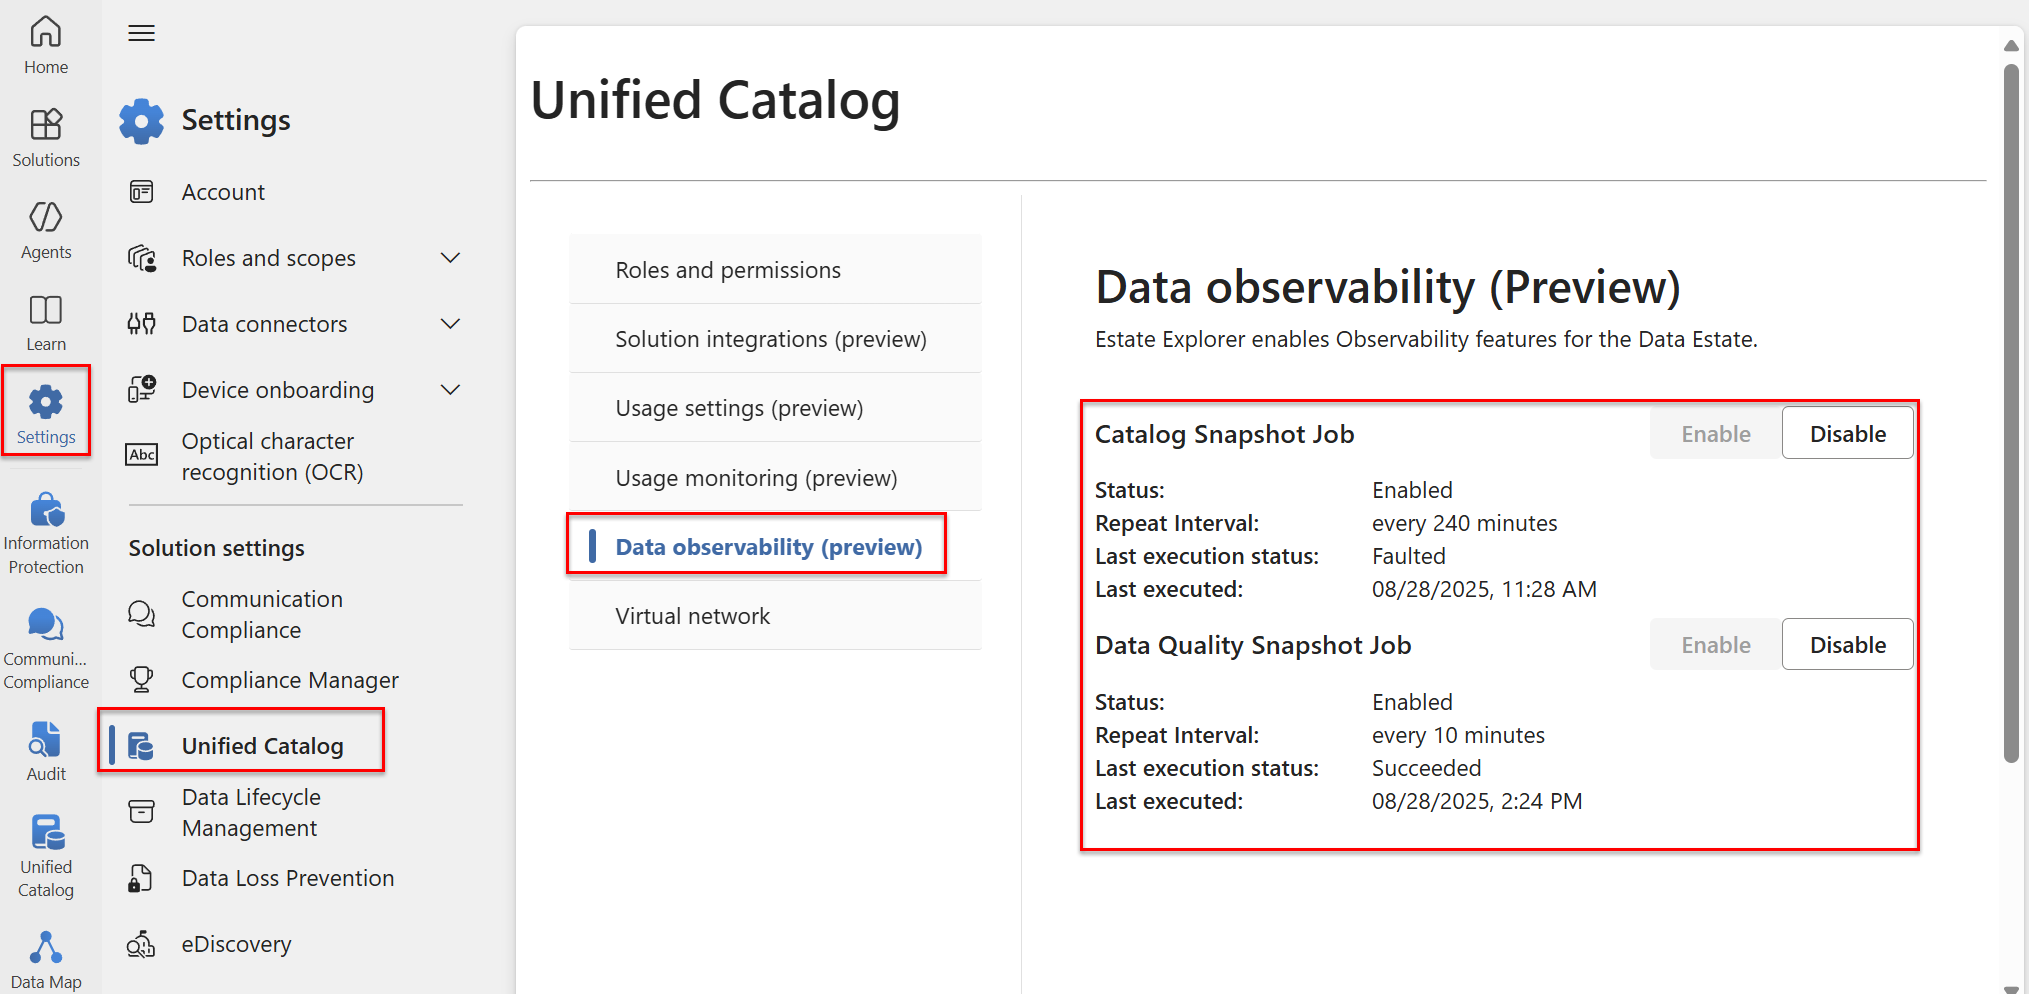 Home
Solutions
Agents
Learn
Settings
Information
Protection
Communi...
Compliance
Audit
Unified
Catalog
Data Map
Settings
Account
Roles and scopes
Data connectors
Device onboarding
Abc
Optical character
recognition (OCR)
Solution settings
Communication
Compliance
Compliance Manager
Unified Catalog
Data Lifecycle
Management
Data Loss Prevention
eDiscovery
Unified Catalog
Roles and permissions
Solution integrations (preview)
Usage settings (preview)
Usage monitoring (preview)
Data observability (preview)
Virtual network
Data observability (Preview)
Estate Explorer enables Observability features for the Data Estate.
Catalog Snapshot Job Enable Disable
Status: Enabled
Repeat Interval: every 240 minutes
Last execution status: Faulted
Last executed: 08/28/2025, 11:28 AM
Data Quality Snapshot Job Enable Disable
Status: Enabled
Repeat Interval: every 10 minutes
Last execution status: Succeeded
Last executed: 08/28/2025, 2:24 PM